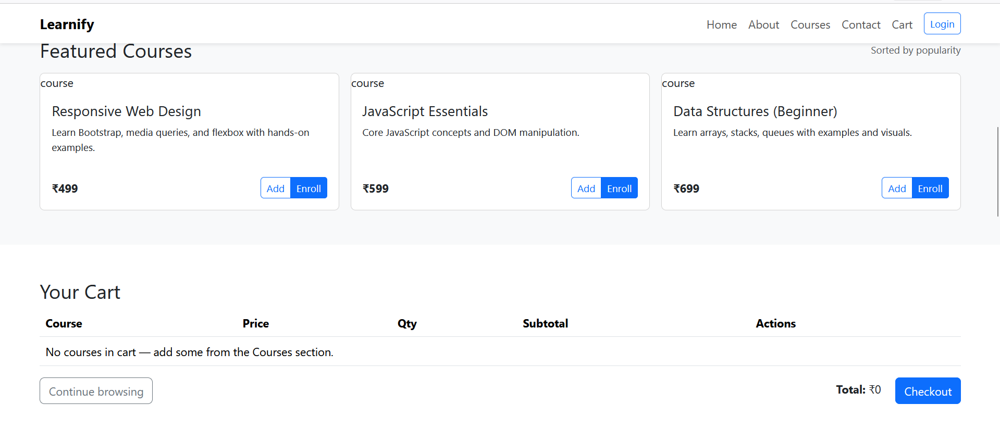 Learnify
Home About Courses Contact Cart Login
Featured Courses
Sorted by popularity
course
Responsive Web Design
Learn Bootstrap, media queries, and flexbox with hands-on
examples.
₹499
Add Enroll
course
JavaScript Essentials
Core JavaScript concepts and DOM manipulation.
₹599
Add Enroll
course
Data Structures (Beginner)
Learn arrays, stacks, queues with examples and visuals.
₹699
Add Enroll
Your Cart
Course Price Qty Subtotal Actions
No courses in cart — add some from the Courses section.
Continue browsing
Total: ₹0
Checkout